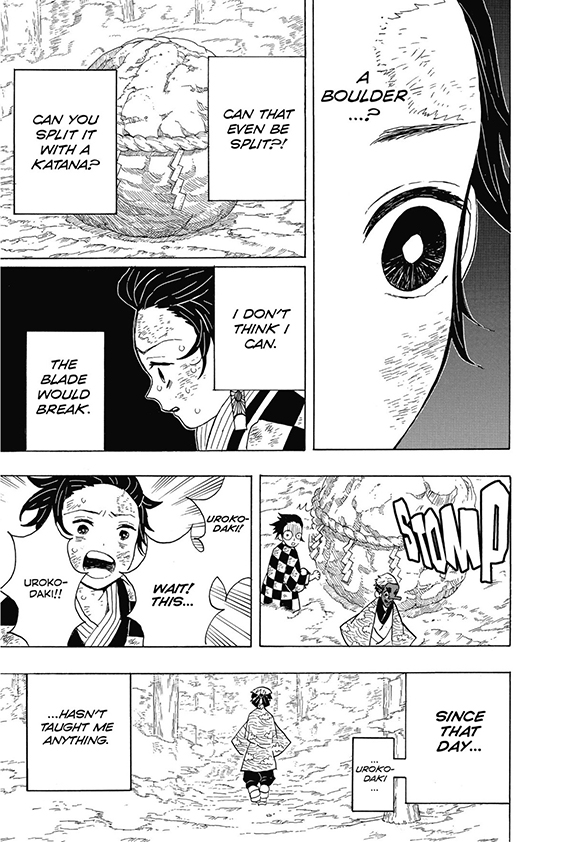 A
BOULDER
...?
CAN THAT
EVEN BE
SPLIT?!
CAN YOU
SPLIT IT
WITH A
KATANA?
I DON'T
THINK I
CAN.
THE
BLADE
WOULD
BREAK.
STOMP
UROKO-
DAKI!
WAIT!
THIS...
UROKO-
DAKI!!
SINCE
THAT
DAY...
...
UROKO-
DAKI
...
...HASN'T
TAUGHT ME
ANYTHING.